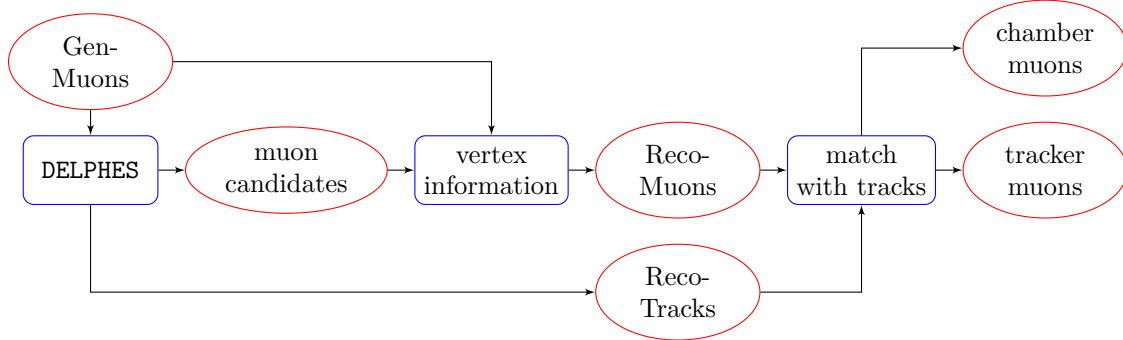 Gen-
Muons
chamber
muons
DELPHES
muon
candidates
vertex
information
Reco-
Muons
match
with tracks
tracker
muons
Reco-
Tracks